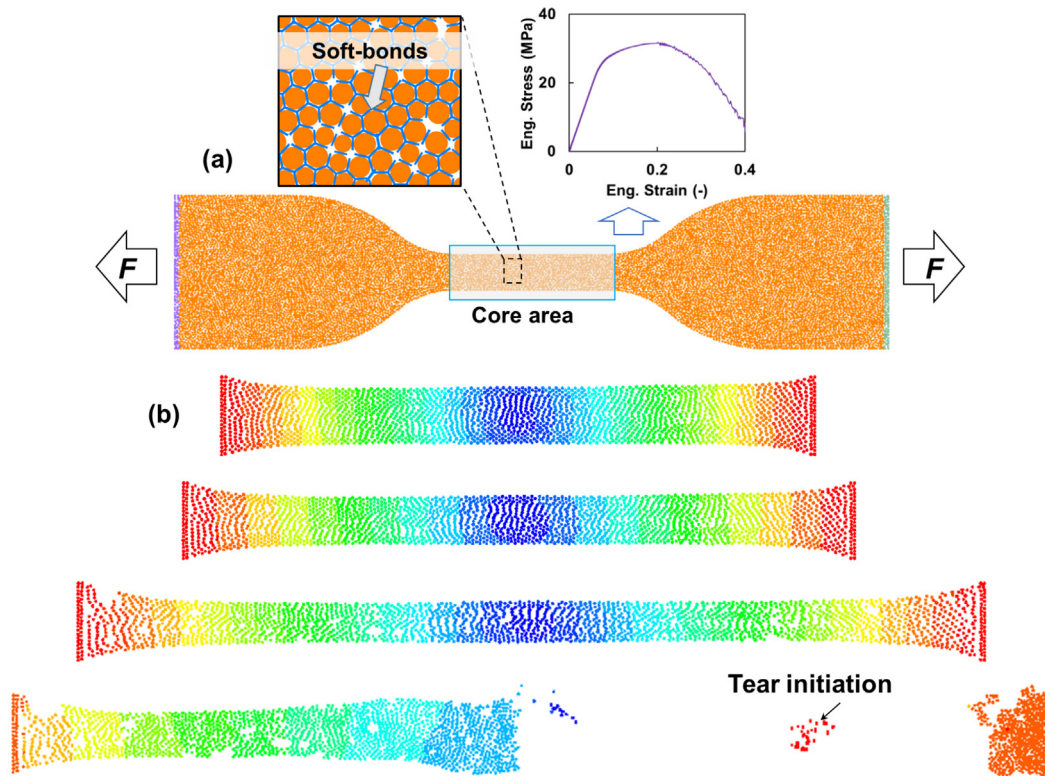 Soft-bonds
(a)
Eng. Stress (MPa)
40
20
0
0
0.2
0.4
Eng. Strain (-)
F
F
Core area
(b)
Tear initiation